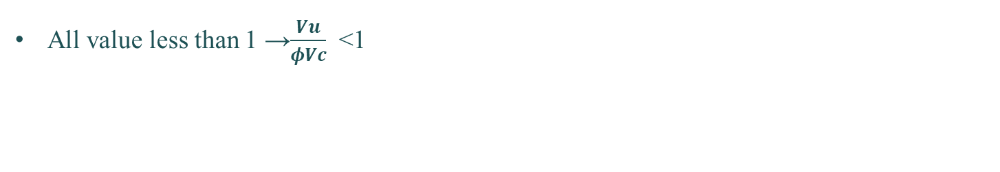 • All value less than 1 → Vu/ϕVc <1